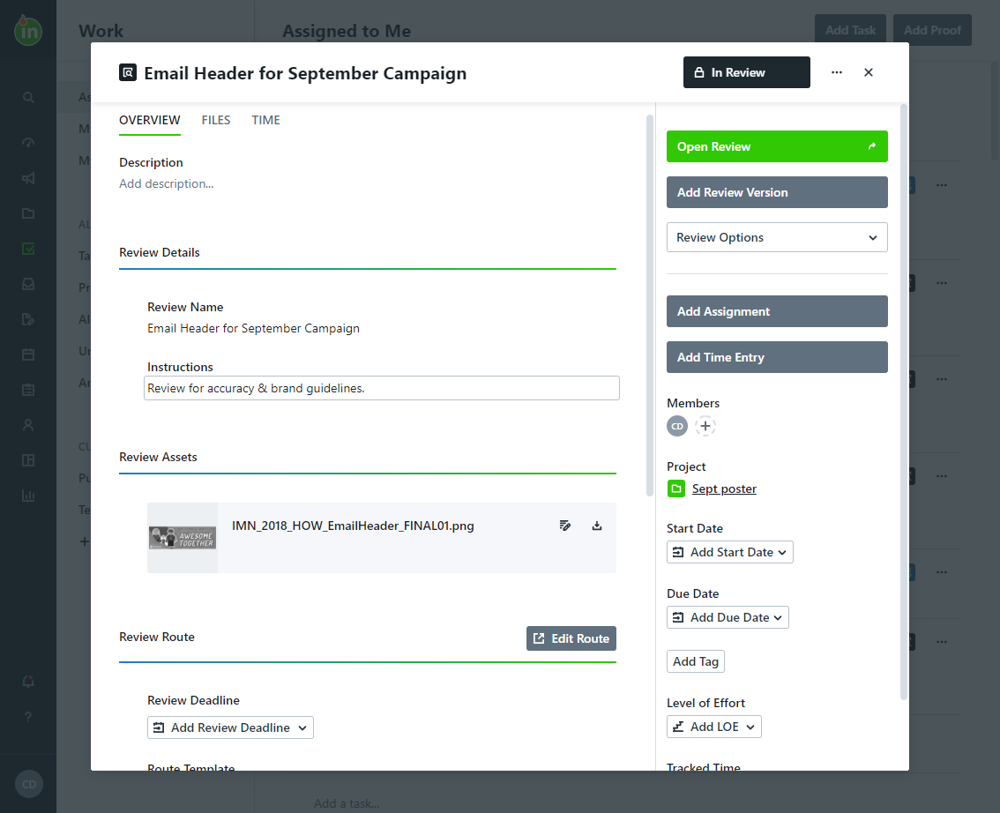 in
Work
Assigned to Me
Add Task
Add Proof
Email Header for September Campaign
In Review
OVERVIEW
FILES
TIME
Description
Add description...
Review Details
Review Name
Email Header for September Campaign
Instructions
Review for accuracy & brand guidelines.
Review Assets
AWESOME
TOGETHER
IMN_2018_HOW_EmailHeader_FINAL01.png
Review Route
Edit Route
Review Deadline
Add Review Deadline
Route Template
Open Review
Add Review Version
Review Options
Add Assignment
Add Time Entry
Members
CD
Project
Sept poster
Start Date
Add Start Date
Due Date
Add Due Date
Add Tag
Level of Effort
Add LOE
Tracked Time
CD
Add a task...